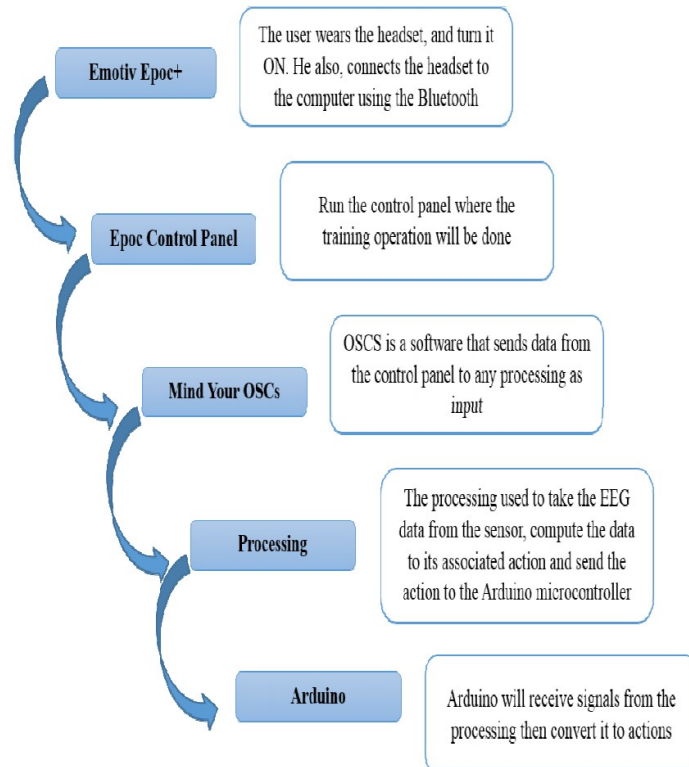 Emotiv Epoc+
The user wears the headset, and turn it
ON. He also, connects the headset to
the computer using the Bluetooth
Epoc Control Panel
Run the control panel where the
training operation will be done
Mind Your OSCs
OSCS is a software that sends data from
the control panel to any processing as
input
Processing
The processing used to take the EEG
data from the sensor, compute the data
to its associated action and send the
action to the Arduino microcontroller
Arduino
Arduino will receive signals from the
processing then convert it to actions